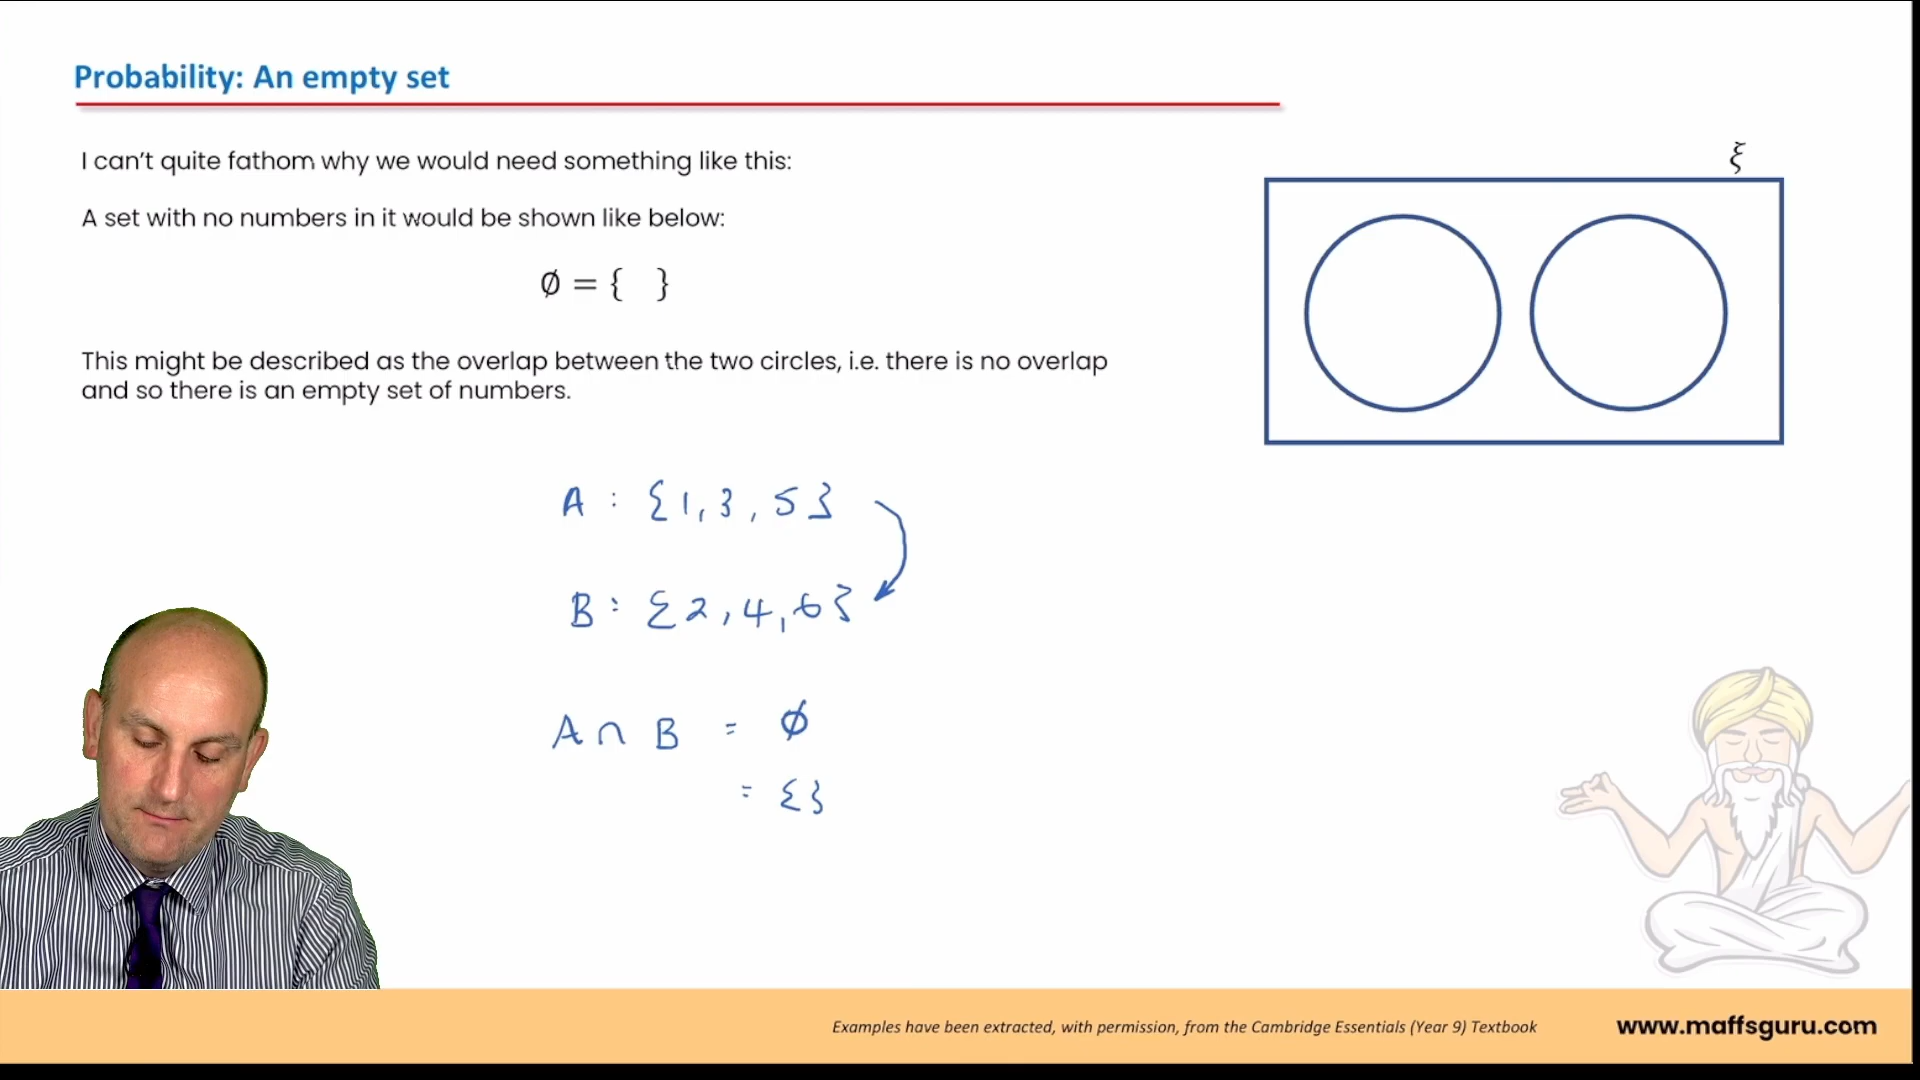 Probability: An empty set
ξ
I can't quite fathom why we would need something like this:
A set with no numbers in it would be shown like below:
∅ = {  }
This might be described as the overlap between the two circles, i.e. there is no overlap
and so there is an empty set of numbers.
A : {1, 3, 5}
B : {2, 4, 6}
A ∩ B = ∅
= {}
Examples have been extracted, with permission, from the Cambridge Essentials (Year 9) Textbook
www.maffsguru.com